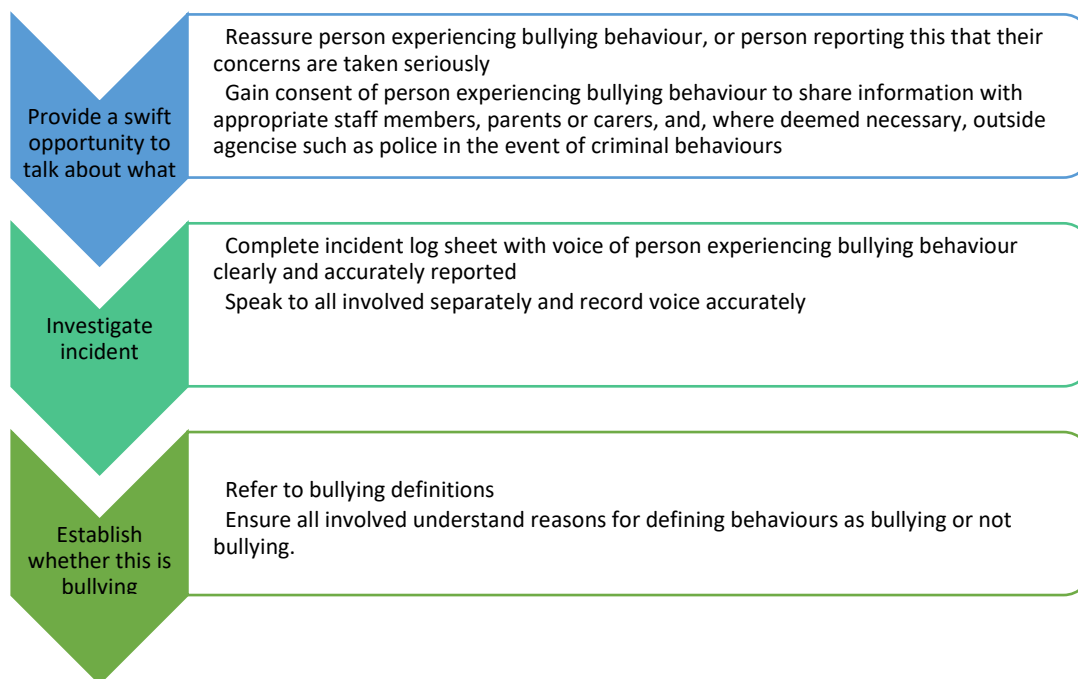 Provide a swift
opportunity to
talk about what
Reassure person experiencing bullying behaviour, or person reporting this that their
concerns are taken seriously
Gain consent of person experiencing bullying behaviour to share information with
appropriate staff members, parents or carers, and, where deemed necessary, outside
agencise such as police in the event of criminal behaviours
Investigate
incident
Complete incident log sheet with voice of person experiencing bullying behaviour
clearly and accurately reported
Speak to all involved separately and record voice accurately
Establish
whether this is
bullying
Refer to bullying definitions
Ensure all involved understand reasons for defining behaviours as bullying or not
bullying.